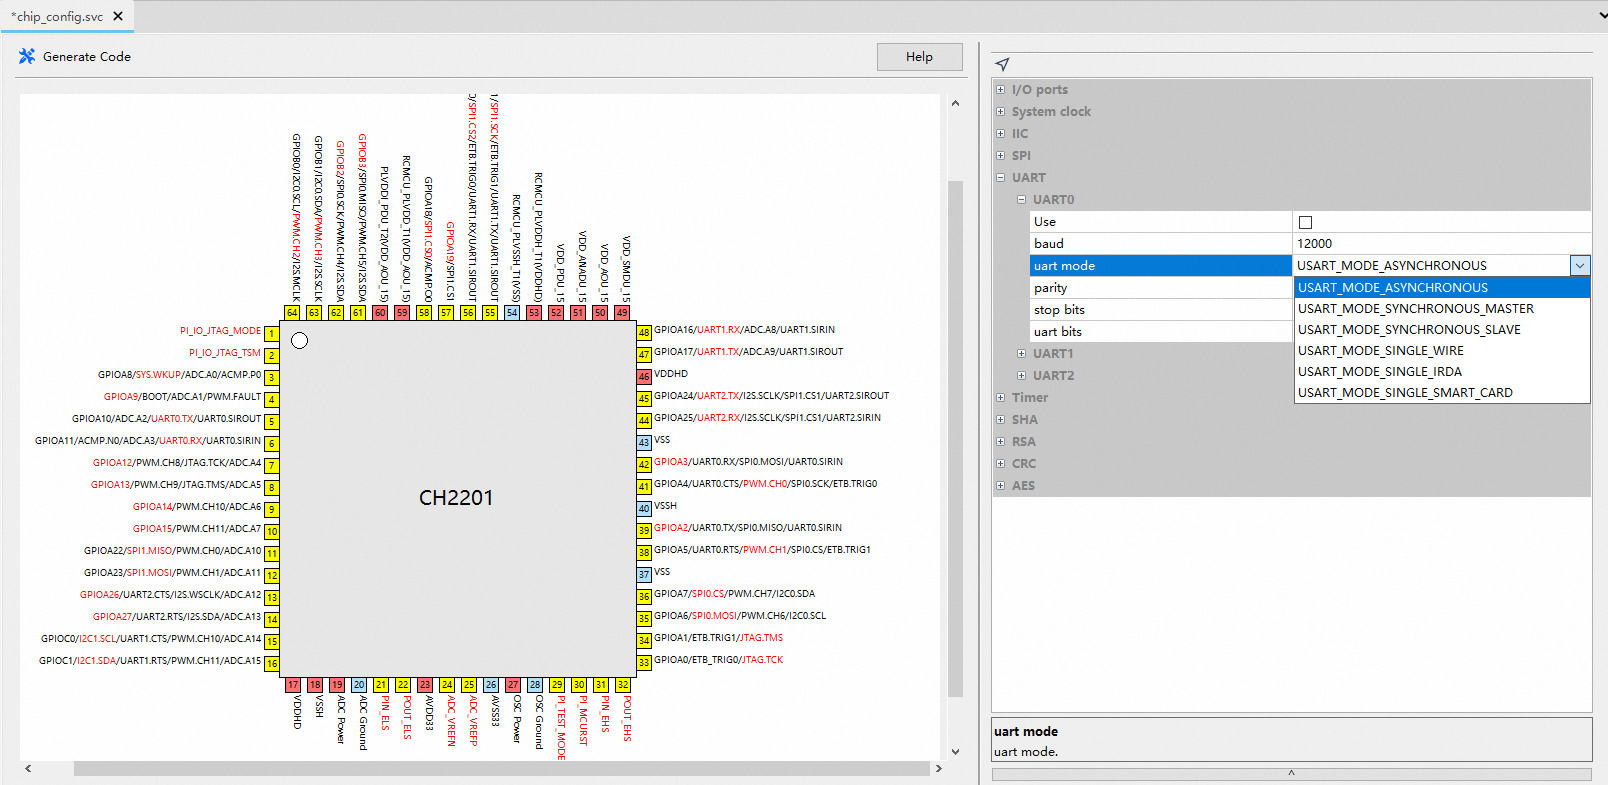 *chip_config.svc
Generate Code
Help
GPIOB0/I2C0.SCL/PWM.CH2/I2S.MCLK
GPIOB1/I2C0.SDA/PWM.CH3/I2S.SCLK
GPIOB2/SPI0.SCK/PWM.CH4/I2S.SDA
GPIOB3/SPI0.MISO/PWM.CH5/I2S.SDA
PLVDDI_PDU_T2(VDD_AOU_15)
RCMCU_PLVDD_T1(VDD_AOU_15)
GPIOA18/SPI1.CS0/ACMP.O0
GPIOA19/SPI1.CS1
0/SPI1.CS2/ETB.TRIG0/UART1.RX/UART1.SIROUT
1/SPI1.SCK/ETB.TRIG1/UART1.TX/UART1.SIROUT
RCMCU_PLVSSH_T1(VSS)
RCMCU_PLVDDH_T1(VDDHD)
VDD_PDU_15
VDD_ANADU_15
VDD_AOU_15
VDD_SMDU_15
64 63 62 61 60 59 58 57 56 55 54 53 52 51 50 49
PI_IO_JTAG_MODE 1
PI_IO_JTAG_TSM 2
GPIOA8/SYS.WKUP/ADC.A0/ACMP.P0 3
GPIOA9/BOOT/ADC.A1/PWM.FAULT 4
GPIOA10/ADC.A2/UART0.TX/UART0.SIROUT 5
GPIOA11/ACMP.N0/ADC.A3/UART0.RX/UART0.SIRIN 6
GPIOA12/PWM.CH8/JTAG.TCK/ADC.A4 7
GPIOA13/PWM.CH9/JTAG.TMS/ADC.A5 8
GPIOA14/PWM.CH10/ADC.A6 9
GPIOA15/PWM.CH11/ADC.A7 10
GPIOA22/SPI1.MISO/PWM.CH0/ADC.A10 11
GPIOA23/SPI1.MOSI/PWM.CH1/ADC.A11 12
GPIOA26/UART2.CTS/I2S.WSCLK/ADC.A12 13
GPIOA27/UART2.RTS/I2S.SDA/ADC.A13 14
GPIOC0/I2C1.SCL/UART1.CTS/PWM.CH10/ADC.A14 15
GPIOC1/I2C1.SDA/UART1.RTS/PWM.CH11/ADC.A15 16
CH2201
48 GPIOA16/UART1.RX/ADC.A8/UART1.SIRIN
47 GPIOA17/UART1.TX/ADC.A9/UART1.SIROUT
46 VDDHD
45 GPIOA24/UART2.TX/I2S.SCLK/SPI1.CS1/UART2.SIROUT
44 GPIOA25/UART2.RX/I2S.SCLK/SPI1.CS1/UART2.SIRIN
43 VSS
42 GPIOA3/UART0.RX/SPI0.MOSI/UART0.SIRIN
41 GPIOA4/UART0.CTS/PWM.CH0/SPI0.SCK/ETB.TRIG0
40 VSSH
39 GPIOA2/UART0.TX/SPI0.MISO/UART0.SIRIN
38 GPIOA5/UART0.RTS/PWM.CH1/SPI0.CS/ETB.TRIG1
37 VSS
36 GPIOA7/SPI0.CS/PWM.CH7/I2C0.SDA
35 GPIOA6/SPI0.MOSI/PWM.CH6/I2C0.SCL
34 GPIOA1/ETB.TRIG1/JTAG.TMS
33 GPIOA0/ETB_TRIG0/JTAG.TCK
17 18 19 20 21 22 23 24 25 26 27 28 29 30 31 32
VDDHD
VSSH
ADC Power
ADC Ground
PIN_ELS
POUT_ELS
AVDD33
ADC_VREFN
ADC_VREFP
AVSS33
OSC Power
OSC Ground
PI_TEST_MODE
PI_MCURST
PIN_EHS
POUT_EHS
I/O ports
System clock
IIC
SPI
UART
UART0
Use
baud 12000
uart mode USART_MODE_ASYNCHRONOUS
parity USART_MODE_ASYNCHRONOUS
stop bits USART_MODE_SYNCHRONOUS_MASTER
uart bits USART_MODE_SYNCHRONOUS_SLAVE
UART1 USART_MODE_SINGLE_WIRE
UART2 USART_MODE_SINGLE_IRDA
Timer USART_MODE_SINGLE_SMART_CARD
SHA
RSA
CRC
AES
uart mode
uart mode.